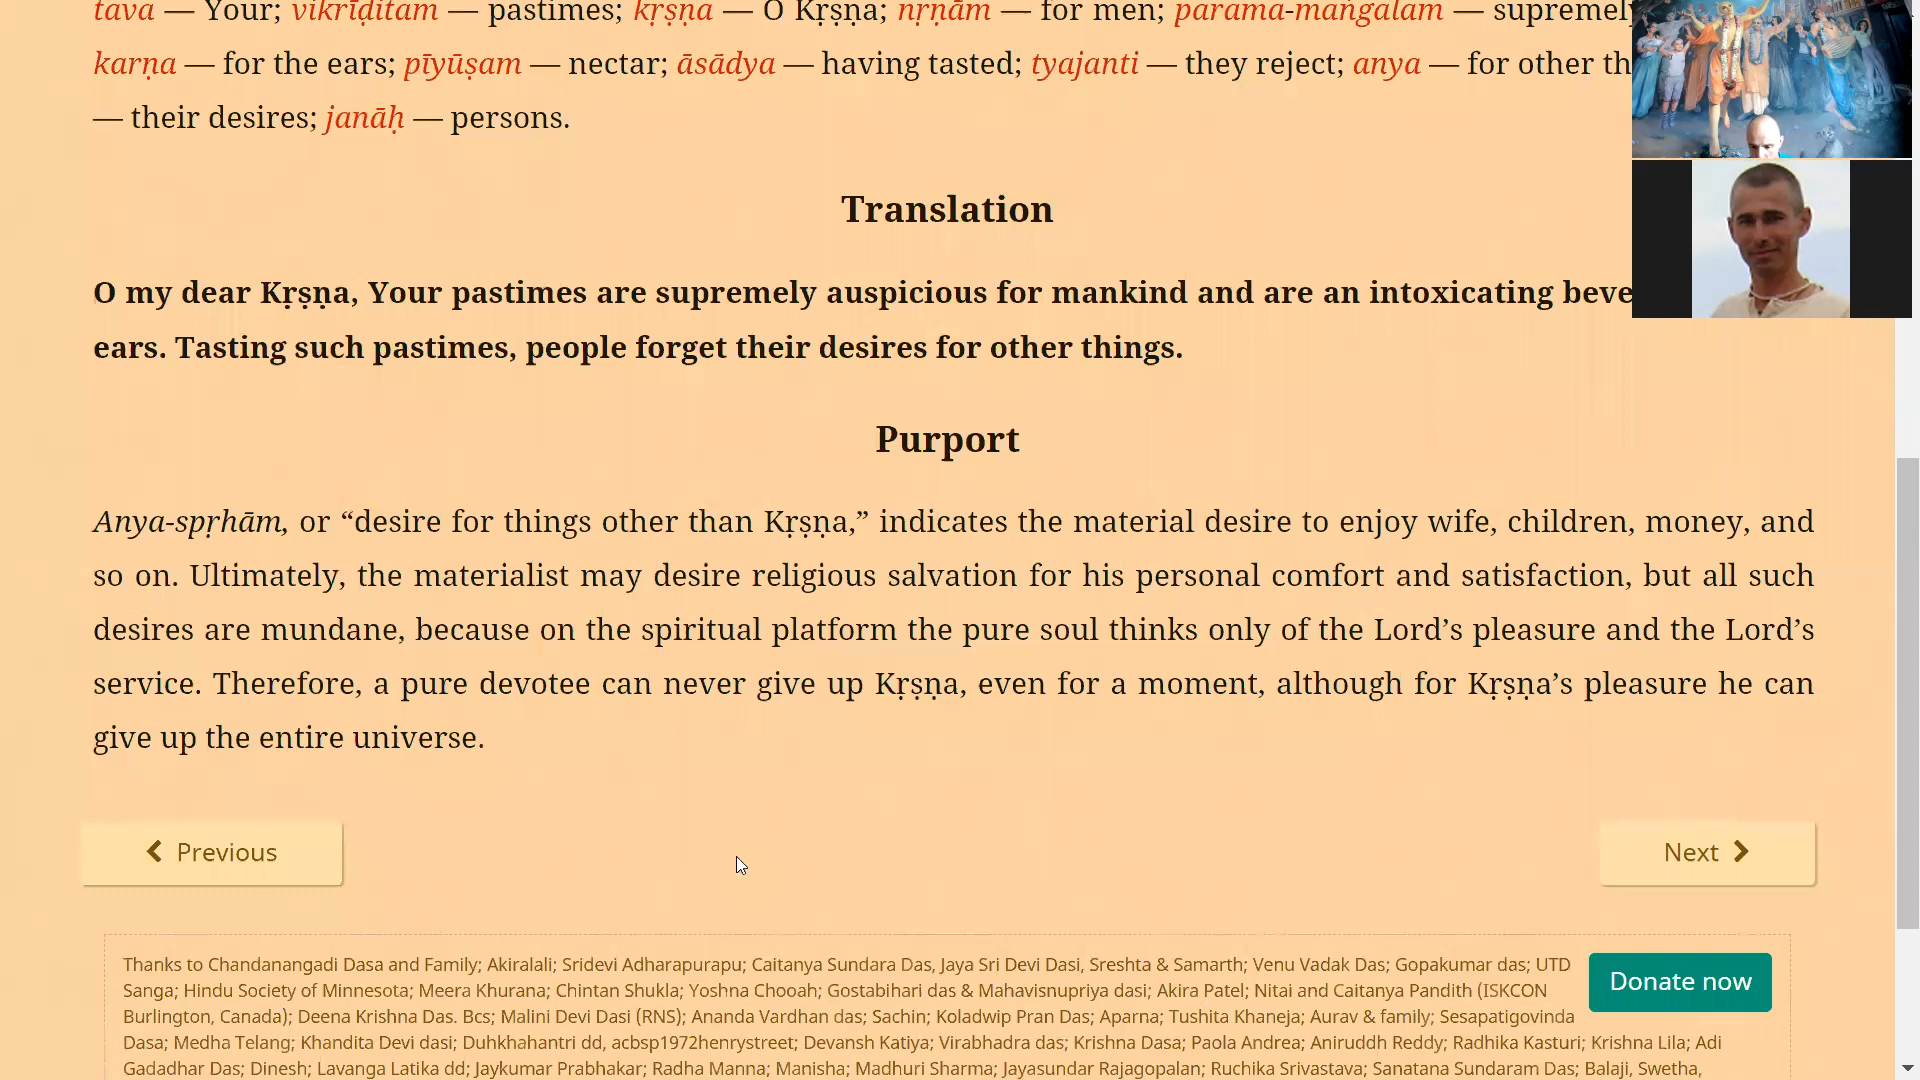 tava — Your; vikrīḍitam — pastimes; kṛṣṇa — O Kṛṣṇa; nṛṇām — for men; parama-maṅgalam — supremely
karṇa — for the ears; pīyūṣam — nectar; āsādya — having tasted; tyajanti — they reject; anya — for other th
— their desires; janāḥ — persons.
Translation
O my dear Kṛṣṇa, Your pastimes are supremely auspicious for mankind and are an intoxicating beve
ears. Tasting such pastimes, people forget their desires for other things.
Purport
Anya-spṛhām, or “desire for things other than Kṛṣṇa,” indicates the material desire to enjoy wife, children, money, and
so on. Ultimately, the materialist may desire religious salvation for his personal comfort and satisfaction, but all such
desires are mundane, because on the spiritual platform the pure soul thinks only of the Lord’s pleasure and the Lord’s
service. Therefore, a pure devotee can never give up Kṛṣṇa, even for a moment, although for Kṛṣṇa’s pleasure he can
give up the entire universe.
Previous
Next
Thanks to Chandanangadi Dasa and Family; Akiralali; Sridevi Adharapurapu; Caitanya Sundara Das, Jaya Sri Devi Dasi, Sreshta & Samarth; Venu Vadak Das; Gopakumar das; UTD
Sanga; Hindu Society of Minnesota; Meera Khurana; Chintan Shukla; Yoshna Chooah; Gostabihari das & Mahavisnupriya dasi; Akira Patel; Nitai and Caitanya Pandith (ISKCON
Burlington, Canada); Deena Krishna Das. Bcs; Malini Devi Dasi (RNS); Ananda Vardhan das; Sachin; Koladwip Pran Das; Aparna; Tushita Khaneja; Aurav & family; Sesapatigovinda
Dasa; Medha Telang; Khandita Devi dasi; Duhkhahantri dd, acbsp1972henrystreet; Devansh Katiya; Virabhadra das; Krishna Dasa; Paola Andrea; Aniruddh Reddy; Radhika Kasturi; Krishna Lila; Adi
Gadadhar Das; Dinesh; Lavanga Latika dd; Jaykumar Prabhakar; Radha Manna; Manisha; Madhuri Sharma; Jayasundar Rajagopalan; Ruchika Srivastava; Sanatana Sundaram Das; Balaji, Swetha,
Donate now